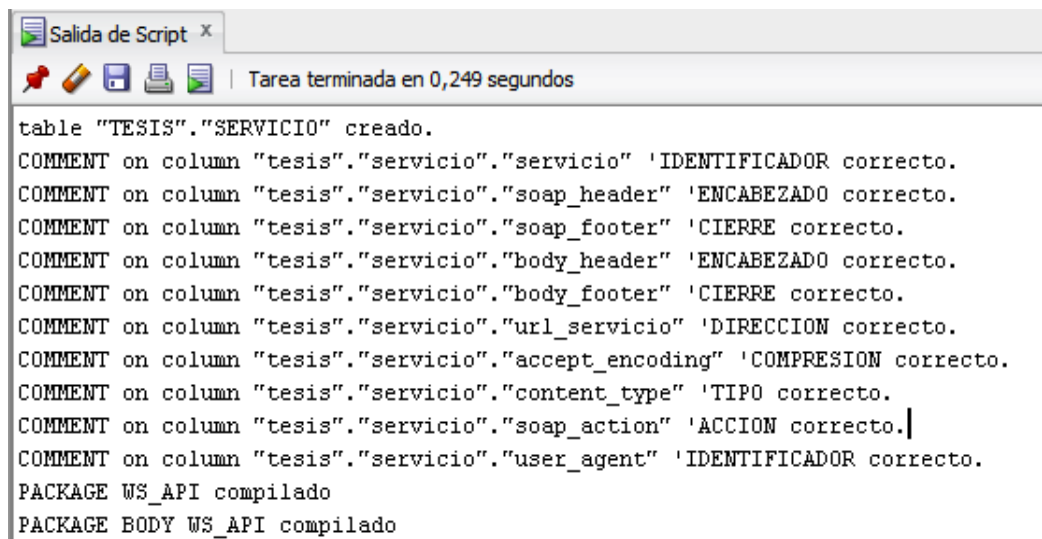 Salida de Script x
Tarea terminada en 0,249 segundos
table "TESIS"."SERVICIO" creado.
COMMENT on column "tesis"."servicio"."servicio" 'IDENTIFICADOR correcto.
COMMENT on column "tesis"."servicio"."soap_header" 'ENCABEZADO correcto.
COMMENT on column "tesis"."servicio"."soap_footer" 'CIERRE correcto.
COMMENT on column "tesis"."servicio"."body_header" 'ENCABEZADO correcto.
COMMENT on column "tesis"."servicio"."body_footer" 'CIERRE correcto.
COMMENT on column "tesis"."servicio"."url_servicio" 'DIRECCION correcto.
COMMENT on column "tesis"."servicio"."accept_encoding" 'COMPRESION correcto.
COMMENT on column "tesis"."servicio"."content_type" 'TIPO correcto.
COMMENT on column "tesis"."servicio"."soap_action" 'ACCION correcto.
COMMENT on column "tesis"."servicio"."user_agent" 'IDENTIFICADOR correcto.
PACKAGE WS_API compilado
PACKAGE BODY WS_API compilado